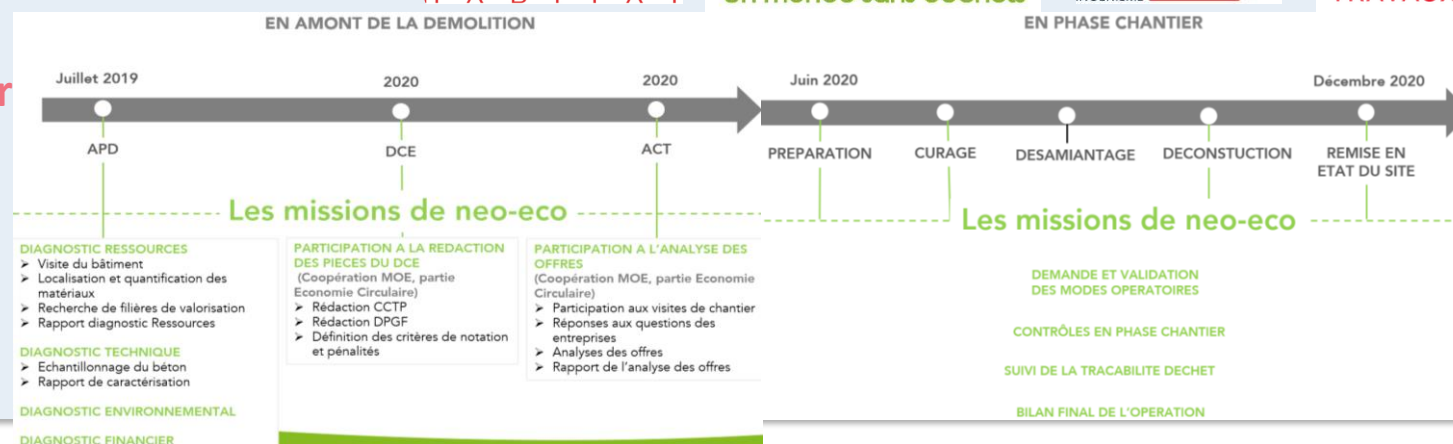 un monde sans déchets
EN AMONT DE LA DEMOLITION
Juillet 2019
2020
2020
APD
DCE
ACT
Les missions de neo-eco
DIAGNOSTIC RESSOURCES
➤ Visite du bâtiment
➤ Localisation et quantification des
matériaux
➤ Recherche de filières de valorisation
➤ Rapport diagnostic Ressources
DIAGNOSTIC TECHNIQUE
➤ Echantillonnage du béton
➤ Rapport de caractérisation
DIAGNOSTIC ENVIRONNEMENTAL
DIAGNOSTIC FINANCIER
PARTICIPATION A LA REDACTION
DES PIECES DU DCE
(Coopération MOE, partie
Economie Circulaire)
➤ Rédaction CCTP
➤ Rédaction DPGF
➤ Définition des critères de notation
et pénalités
PARTICIPATION A L'ANALYSE DES
OFFRES
(Coopération MOE, partie Economie
Circulaire)
➤ Participation aux visites de chantier
➤ Réponses aux questions des
entreprises
➤ Analyses des offres
➤ Rapport de l'analyse des offres
EN PHASE CHANTIER
Juin 2020
Décembre 2020
PREPARATION
CURAGE
DESAMIANTAGE
DECONSTUCTION
REMISE EN
ETAT DU SITE
Les missions de neo-eco
DEMANDE ET VALIDATION
DES MODES OPERATOIRES
CONTRÔLES EN PHASE CHANTIER
SUIVI DE LA TRACABILITE DECHET
BILAN FINAL DE L'OPERATION